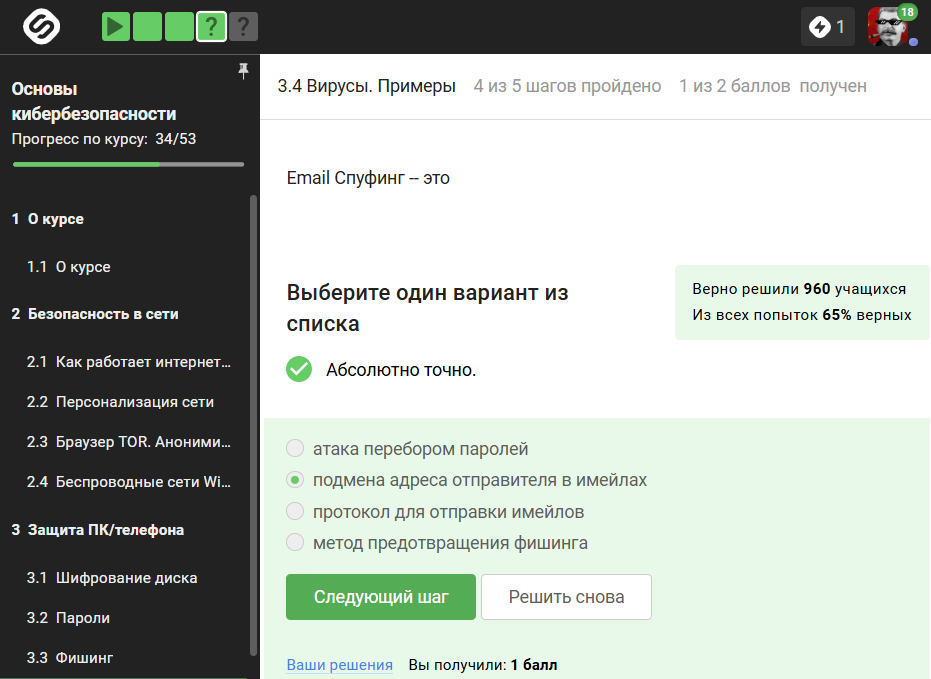 ? ?
1
18
Основы
кибербезопасности
Прогресс по курсу: 34/53
1 О курсе
1.1 О курсе
2 Безопасность в сети
2.1 Как работает интернет...
2.2 Персонализация сети
2.3 Браузер TOR. Аноними...
2.4 Беспроводные сети Wi...
3 Защита ПК/телефона
3.1 Шифрование диска
3.2 Пароли
3.3 Фишинг
3.4 Вирусы. Примеры 4 из 5 шагов пройдено 1 из 2 баллов получен
Email Спуфинг -- это
Выберите один вариант из
списка
Верно решили 960 учащихся
Из всех попыток 65% верных
Абсолютно точно.
атака перебором паролей
подмена адреса отправителя в имейлах
протокол для отправки имейлов
метод предотвращения фишинга
Следующий шаг Решить снова
Ваши решения Вы получили: 1 балл